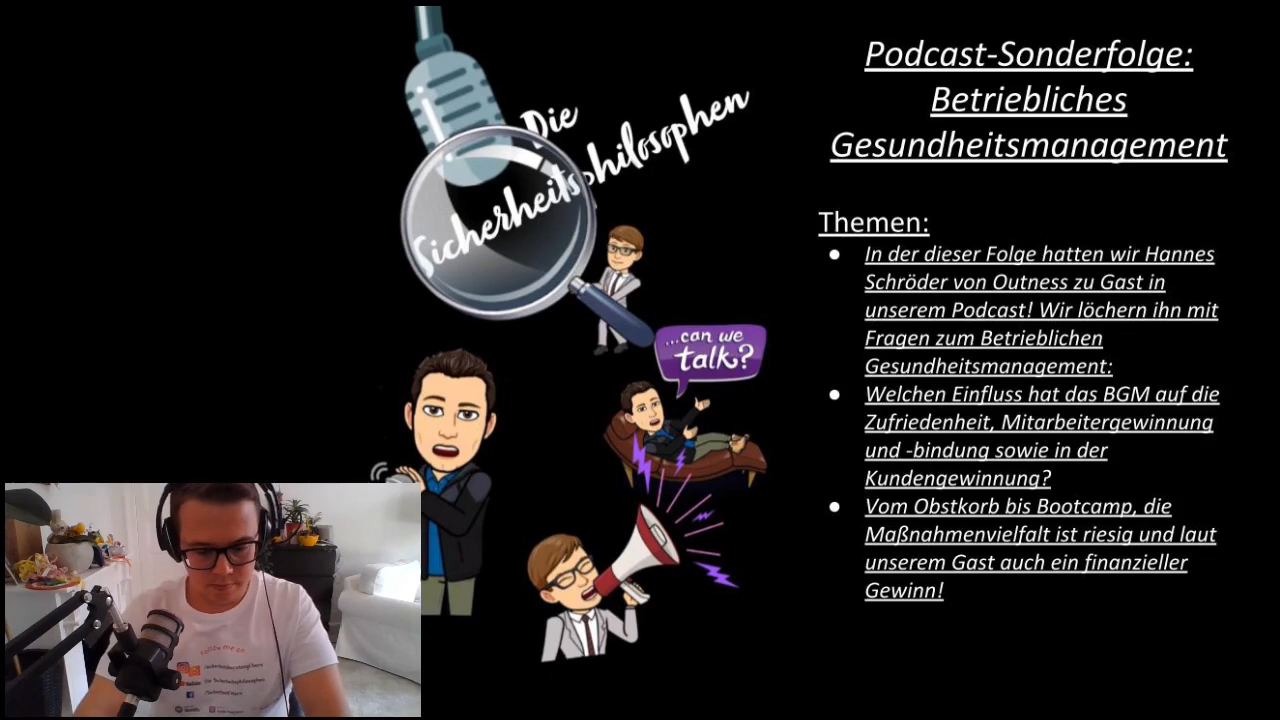 Die
Sicherheitsphilosophen
...can we
talk?
Podcast-Sonderfolge:
Betriebliches
Gesundheitsmanagement
Themen:
● In der dieser Folge hatten wir Hannes
Schröder von Outness zu Gast in
unserem Podcast! Wir löchern ihn mit
Fragen zum Betrieblichen
Gesundheitsmanagement:
● Welchen Einfluss hat das BGM auf die
Zufriedenheit, Mitarbeitergewinnung
und -bindung sowie in der
Kundengewinnung?
● Vom Obstkorb bis Bootcamp, die
Maßnahmenvielfalt ist riesig und laut
unserem Gast auch ein finanzieller
Gewinn!
Follow me on